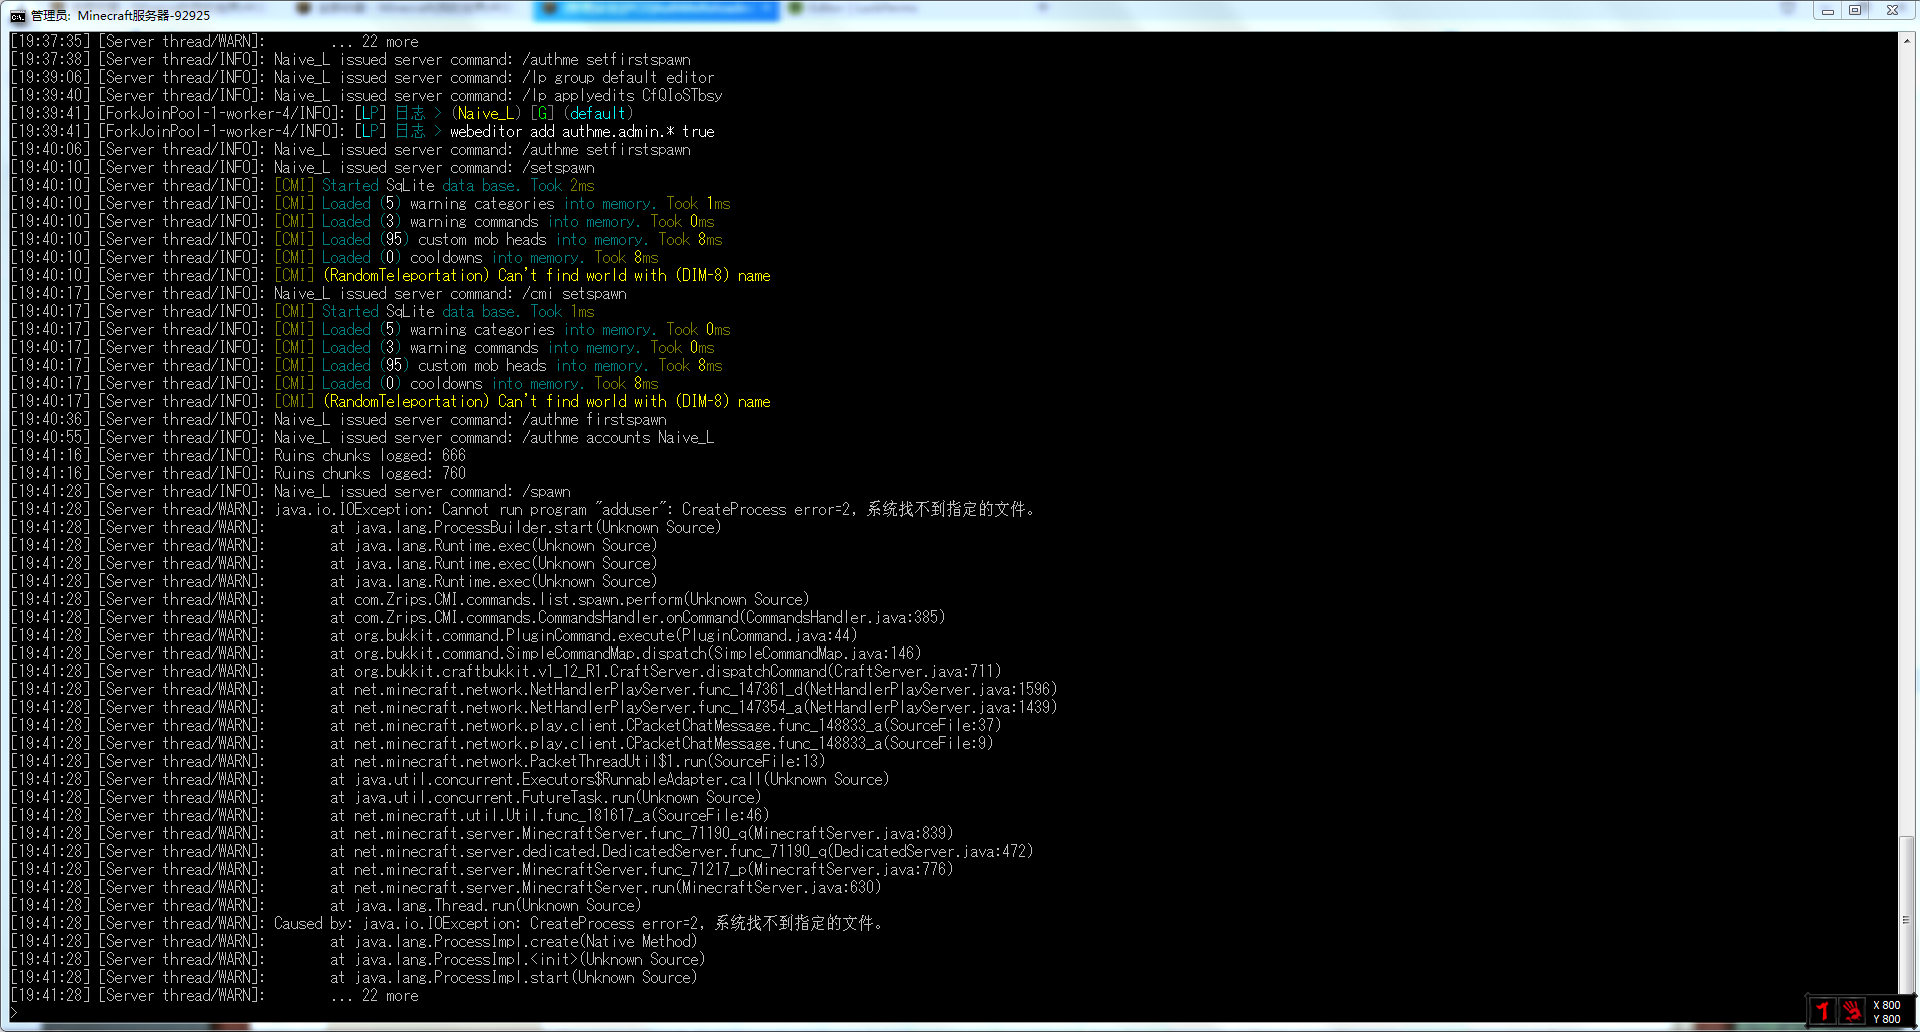 管理员: Minecraft服务器-92925
[19:37:35] [Server thread/WARN]: ... 22 more
[19:37:38] [Server thread/INFO]: Naive_L issued server command: /authme setfirstspawn
[19:39:06] [Server thread/INFO]: Naive_L issued server command: /lp group default editor
[19:39:40] [Server thread/INFO]: Naive_L issued server command: /lp applyedits CfQIoSTbsy
[19:39:41] [ForkJoinPool-1-worker-4/INFO]: [LP] 日志 > (Naive_L) [G] (default)
[19:39:41] [ForkJoinPool-1-worker-4/INFO]: [LP] 日志 > webeditor add authme.admin.* true
[19:40:06] [Server thread/INFO]: Naive_L issued server command: /authme setfirstspawn
[19:40:10] [Server thread/INFO]: Naive_L issued server command: /setspawn
[19:40:10] [Server thread/INFO]: [CMI] Started SqLite data base. Took 2ms
[19:40:10] [Server thread/INFO]: [CMI] Loaded (5) warning categories into memory. Took 1ms
[19:40:10] [Server thread/INFO]: [CMI] Loaded (3) warning commands into memory. Took 0ms
[19:40:10] [Server thread/INFO]: [CMI] Loaded (95) custom mob heads into memory. Took 8ms
[19:40:10] [Server thread/INFO]: [CMI] Loaded (0) cooldowns into memory. Took 8ms
[19:40:10] [Server thread/INFO]: [CMI] (RandomTeleportation) Can't find world with (DIM-8) name
[19:40:17] [Server thread/INFO]: Naive_L issued server command: /cmi setspawn
[19:40:17] [Server thread/INFO]: [CMI] Started SqLite data base. Took 1ms
[19:40:17] [Server thread/INFO]: [CMI] Loaded (5) warning categories into memory. Took 0ms
[19:40:17] [Server thread/INFO]: [CMI] Loaded (3) warning commands into memory. Took 0ms
[19:40:17] [Server thread/INFO]: [CMI] Loaded (95) custom mob heads into memory. Took 8ms
[19:40:17] [Server thread/INFO]: [CMI] Loaded (0) cooldowns into memory. Took 8ms
[19:40:17] [Server thread/INFO]: [CMI] (RandomTeleportation) Can't find world with (DIM-8) name
[19:40:36] [Server thread/INFO]: Naive_L issued server command: /authme firstspawn
[19:40:55] [Server thread/INFO]: Naive_L issued server command: /authme accounts Naive_L
[19:41:16] [Server thread/INFO]: Ruins chunks logged: 666
[19:41:16] [Server thread/INFO]: Ruins chunks logged: 760
[19:41:28] [Server thread/INFO]: Naive_L issued server command: /spawn
[19:41:28] [Server thread/WARN]: java.io.IOException: Cannot run program "adduser": CreateProcess error=2, 系统找不到指定的文件。
[19:41:28] [Server thread/WARN]: at java.lang.ProcessBuilder.start(Unknown Source)
[19:41:28] [Server thread/WARN]: at java.lang.Runtime.exec(Unknown Source)
[19:41:28] [Server thread/WARN]: at java.lang.Runtime.exec(Unknown Source)
[19:41:28] [Server thread/WARN]: at java.lang.Runtime.exec(Unknown Source)
[19:41:28] [Server thread/WARN]: at com.Zrips.CMI.commands.list.spawn.perform(Unknown Source)
[19:41:28] [Server thread/WARN]: at com.Zrips.CMI.commands.CommandsHandler.onCommand(CommandsHandler.java:385)
[19:41:28] [Server thread/WARN]: at org.bukkit.command.PluginCommand.execute(PluginCommand.java:44)
[19:41:28] [Server thread/WARN]: at org.bukkit.command.SimpleCommandMap.dispatch(SimpleCommandMap.java:146)
[19:41:28] [Server thread/WARN]: at org.bukkit.craftbukkit.v1_12_R1.CraftServer.dispatchCommand(CraftServer.java:711)
[19:41:28] [Server thread/WARN]: at net.minecraft.network.NetHandlerPlayServer.func_147361_d(NetHandlerPlayServer.java:1596)
[19:41:28] [Server thread/WARN]: at net.minecraft.network.NetHandlerPlayServer.func_147354_a(NetHandlerPlayServer.java:1439)
[19:41:28] [Server thread/WARN]: at net.minecraft.network.play.client.CPacketChatMessage.func_148833_a(SourceFile:37)
[19:41:28] [Server thread/WARN]: at net.minecraft.network.play.client.CPacketChatMessage.func_148833_a(SourceFile:9)
[19:41:28] [Server thread/WARN]: at net.minecraft.network.PacketThreadUtil$1.run(SourceFile:13)
[19:41:28] [Server thread/WARN]: at java.util.concurrent.Executors$RunnableAdapter.call(Unknown Source)
[19:41:28] [Server thread/WARN]: at java.util.concurrent.FutureTask.run(Unknown Source)
[19:41:28] [Server thread/WARN]: at net.minecraft.util.Util.func_181617_a(SourceFile:46)
[19:41:28] [Server thread/WARN]: at net.minecraft.server.MinecraftServer.func_71190_q(MinecraftServer.java:839)
[19:41:28] [Server thread/WARN]: at net.minecraft.server.dedicated.DedicatedServer.func_71190_q(DedicatedServer.java:472)
[19:41:28] [Server thread/WARN]: at net.minecraft.server.MinecraftServer.func_71217_p(MinecraftServer.java:776)
[19:41:28] [Server thread/WARN]: at net.minecraft.server.MinecraftServer.run(MinecraftServer.java:630)
[19:41:28] [Server thread/WARN]: at java.lang.Thread.run(Unknown Source)
[19:41:28] [Server thread/WARN]: Caused by: java.io.IOException: CreateProcess error=2, 系统找不到指定的文件。
[19:41:28] [Server thread/WARN]: at java.lang.ProcessImpl.create(Native Method)
[19:41:28] [Server thread/WARN]: at java.lang.ProcessImpl.<init>(Unknown Source)
[19:41:28] [Server thread/WARN]: at java.lang.ProcessImpl.start(Unknown Source)
[19:41:28] [Server thread/WARN]: ... 22 more
>
X 800
Y 800